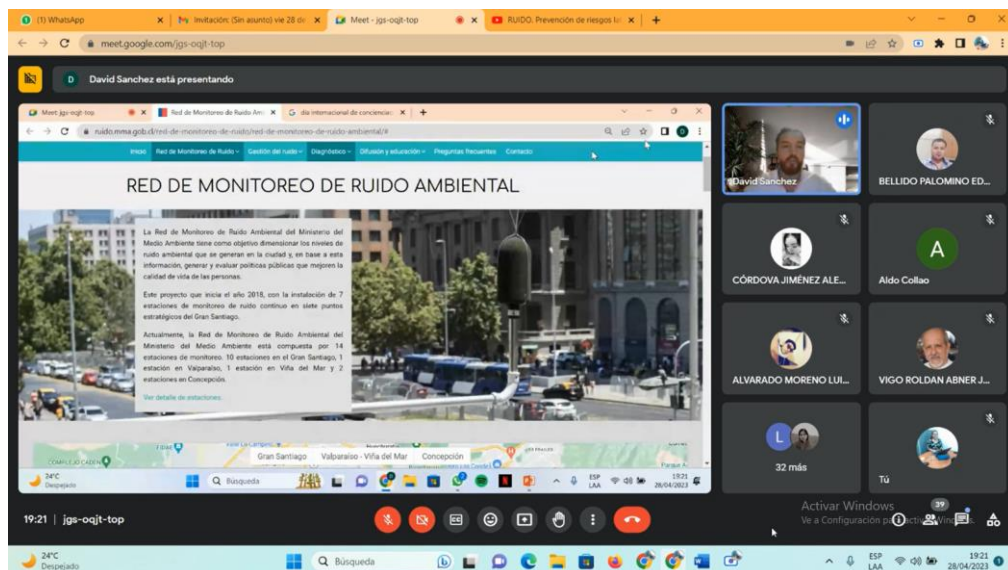 (1) WhatsApp
Invitación: (Sin asunto) vie 28 de
Meet - jgs-oqjt-top
RUIDO. Prevención de riesgos la
meet.google.com/jgs-oqjt-top
D
David Sanchez está presentando
Meet jgs-oqjt-top
Red de Monitoreo de Ruido Am
dia internacional de concienciac
ruido.mma.gob.cl/red-de-monitoreo-de-ruido/red-de-monitoreo-de-ruido-ambiental/#
Inicio Red de Monitoreo de Ruido Gestión del ruido Diagnóstico Difusión y educación Preguntas frecuentes Contacto
RED DE MONITOREO DE RUIDO AMBIENTAL
La Red de Monitoreo de Ruido Ambiental del Ministerio del
Medio Ambiente tiene como objetivo dimensionar los niveles de
ruido ambiental que se generan en la ciudad y, en base a esta
información, generar y evaluar políticas públicas que mejoren la
calidad de vida de las personas.
Este proyecto que inicia el año 2018, con la instalación de 7
estaciones de monitoreo de ruido continuo en siete puntos
estratégicos del Gran Santiago.
Actualmente, la Red de Monitoreo de Ruido Ambiental del
Ministerio del Medio Ambiente está compuesta por 14
estaciones de monitoreo. 10 estaciones en el Gran Santiago, 1
estación en Valparaíso, 1 estación en Viña del Mar y 2
estaciones en Concepción.
Ver detalle de estaciones.
Gran Santiago Valparaíso - Viña del Mar Concepción
24°C
Despejado
Búsqueda
ESP
LAA
19:21
28/04/2023
David Sanchez
BELLIDO PALOMINO ED...
CÓRDOVA JIMÉNEZ ALE...
A
Aldo Collao
ALVARADO MORENO LUI...
VIGO ROLDAN ABNER J...
L
32 más
Tú
Activar Windows
Ve a Configuración
19:21 | jgs-oqjt-top
39
24°C
Despejado
Búsqueda
ESP
LAA
19:21
28/04/2023